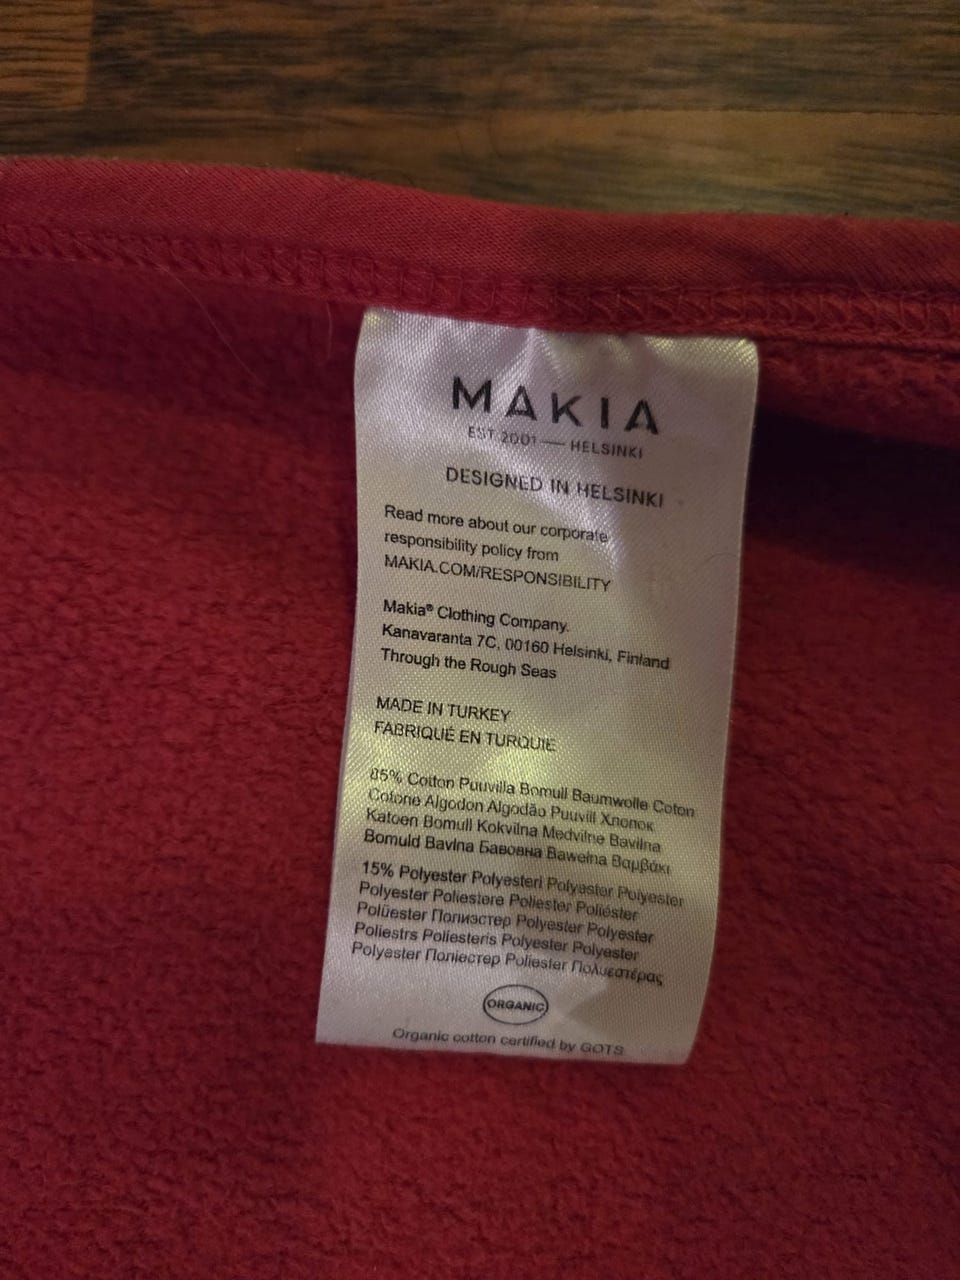 MAKIA
EST 2001 — HELSINKI
DESIGNED IN HELSINKI
Read more about our corporate
responsibility policy from
MAKIA.COM/RESPONSIBILITY
Makia® Clothing Company.
Kanavaranta 7C, 00160 Helsinki, Finland
Through the Rough Seas
MADE IN TURKEY
FABRIQUÉ EN TURQUIE
85% Cotton Puuvilla Bomull Baumwolle Coton
Cotone Algodon Algodão Puuvill Хлопок
Katoen Bomull Kokvilna Medvilne Bavilna
Bomuld Bavlna Бавовна Bawełna Βαμβάκι
15% Polyester Polyesteri Polyester Polyester
Polyester Poliestere Poliester Poliéster
Polüester Полиэстер Polyester Polyester
Poliestrs Poliesteris Polyester Polyester
Polyester Поліестер Poliester Πολυεστέρας
ORGANIC
Organic cotton certified by GOTS